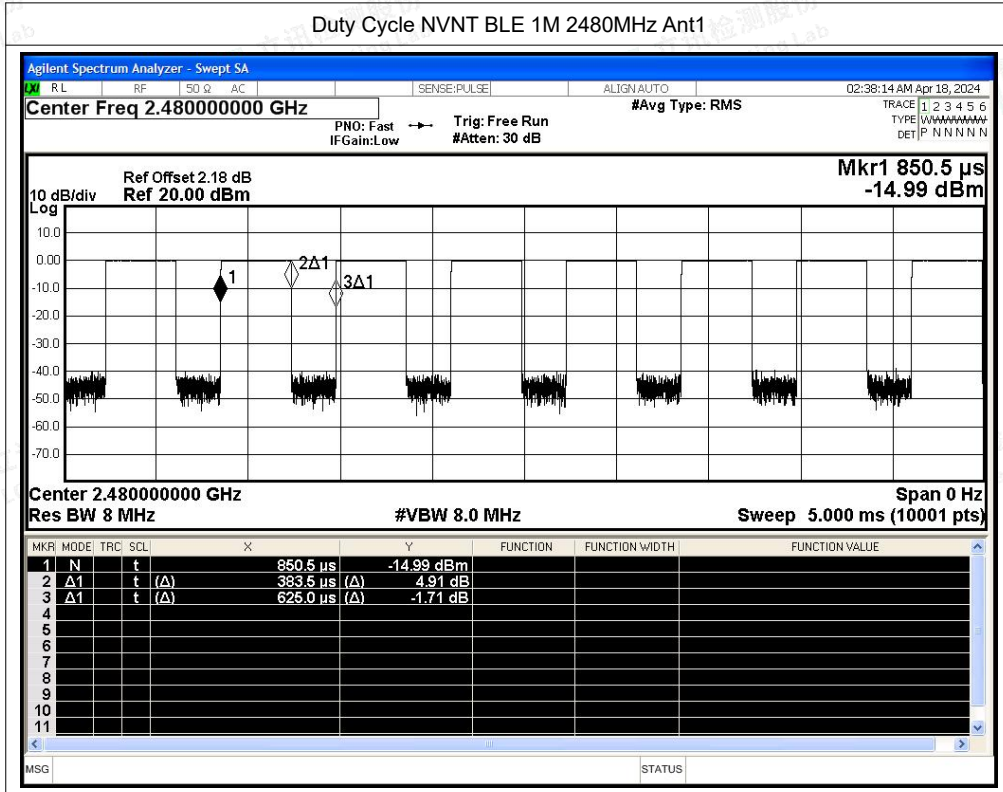 Duty Cycle NVNT BLE 1M 2480MHz Ant1
Agilent Spectrum Analyzer - Swept SA
LXI RL RF 50 Ω AC SENSE:PULSE ALIGN AUTO 02:38:14 AM Apr 18, 2024
Center Freq 2.480000000 GHz #Avg Type: RMS TRACE 1 2 3 4 5 6
PNO: Fast Trig: Free Run TYPE WWWWWW
IFGain:Low #Atten: 30 dB DET P N N N N N
Mkr1 850.5 µs
Ref Offset 2.18 dB
10 dB/div Ref 20.00 dBm -14.99 dBm
Log
10.0
0.00
2Δ1
1
3Δ1
-10.0
-20.0
-30.0
-40.0
-50.0
-60.0
-70.0
Center 2.480000000 GHz Span 0 Hz
Res BW 8 MHz #VBW 8.0 MHz Sweep 5.000 ms (10001 pts)
MKR MODE TRC SCL X Y FUNCTION FUNCTION WIDTH FUNCTION VALUE
1 N t 850.5 µs -14.99 dBm
2 Δ1 t (Δ) 383.5 µs (Δ) 4.91 dB
3 Δ1 t (Δ) 625.0 µs (Δ) -1.71 dB
4
5
6
7
8
9
10
11
MSG STATUS